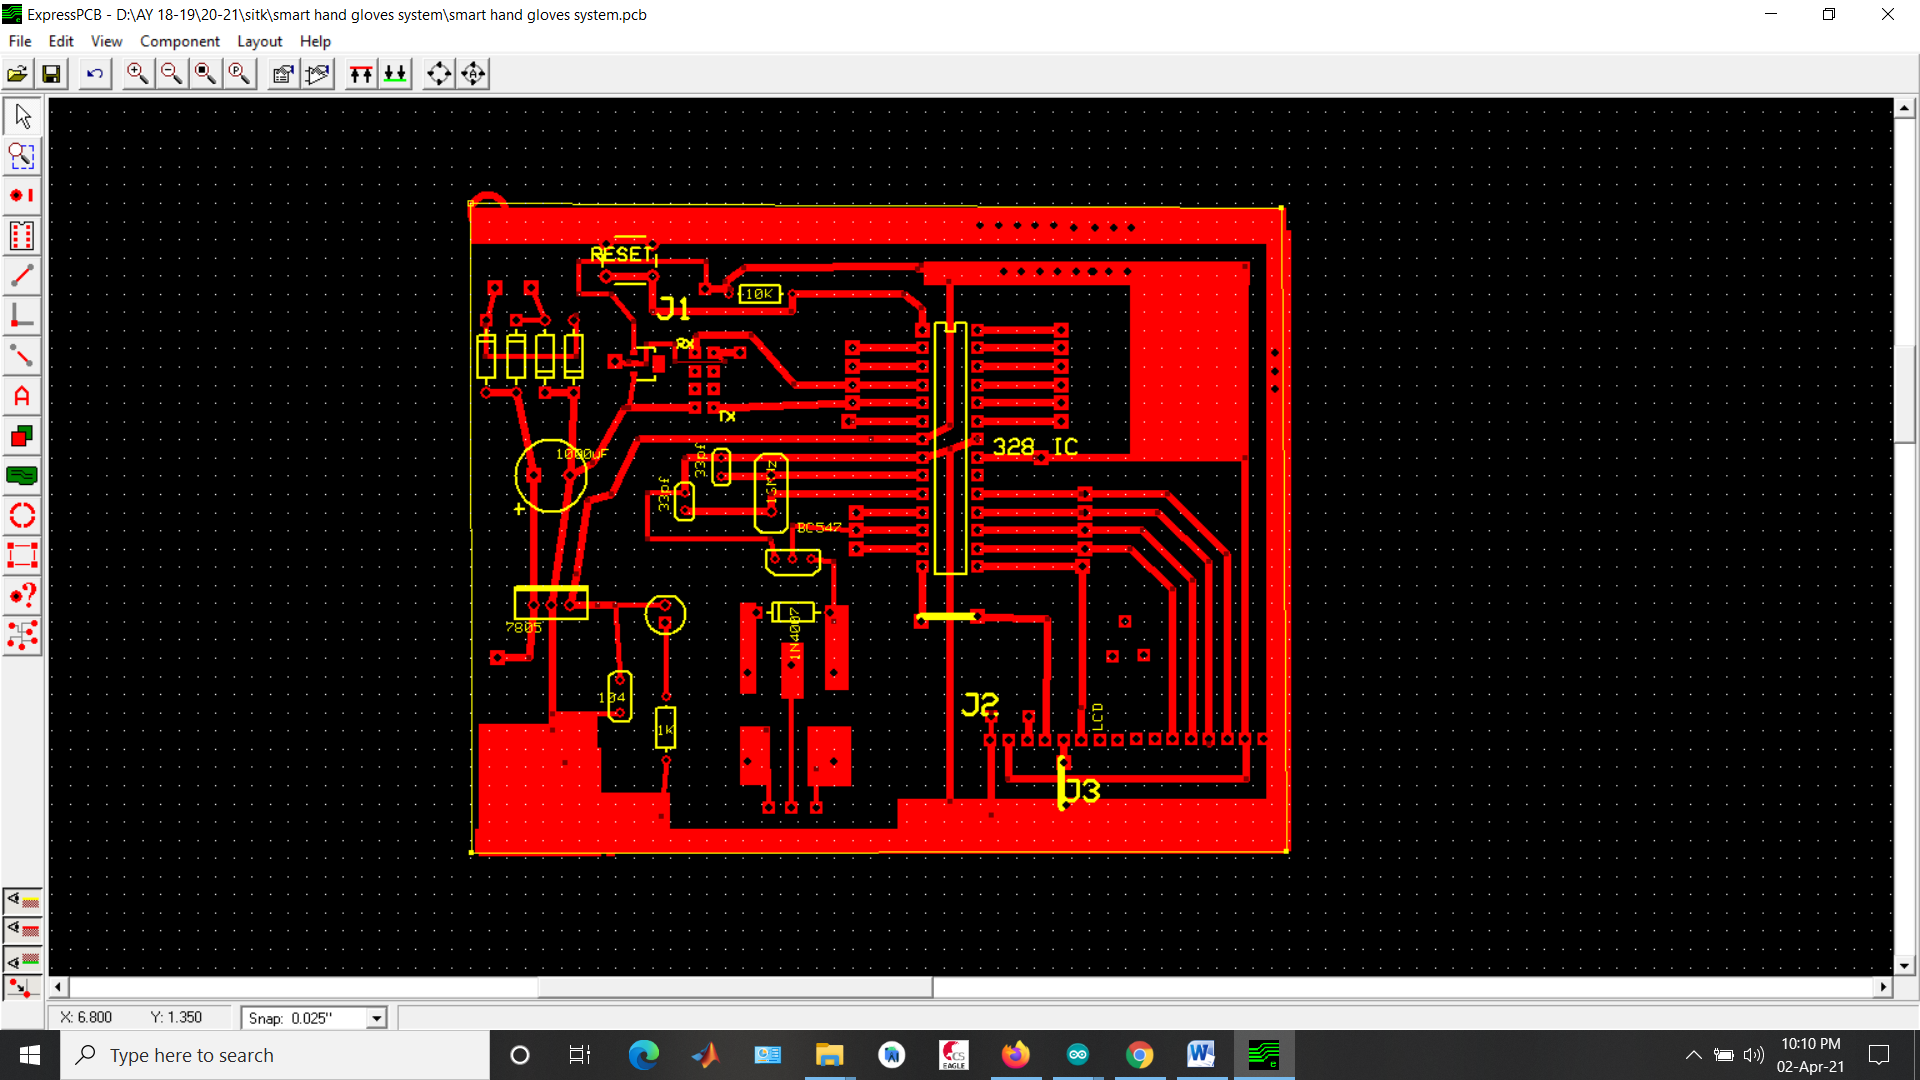 ExpressPCB - D:\AY 18-19\20-21\sitk\smart hand gloves system\smart hand gloves system.pcb
File Edit View Component Layout Help
RESET
10K
J1
RX
TX
1000uF
+
33pf
33pf
16MHz
328 IC
BC547
7805
1N4007
104
1K
J2
LCD
J3
X: 6.800 Y: 1.350 Snap: 0.025"
Type here to search
CS
EAGLE
10:10 PM
02-Apr-21